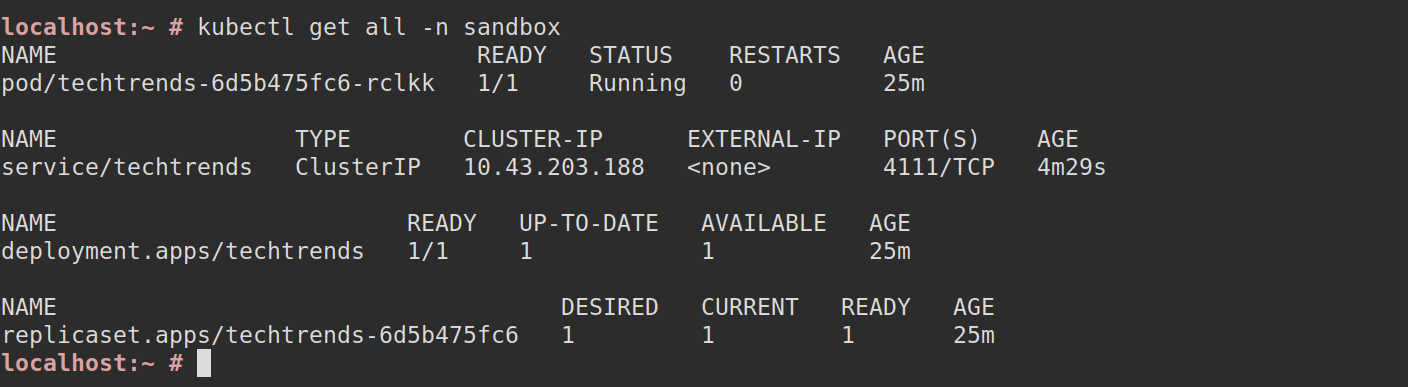 localhost:~ # kubectl get all -n sandbox
NAME                              READY   STATUS    RESTARTS   AGE
pod/techtrends-6d5b475fc6-rclkk   1/1     Running   0          25m

NAME                 TYPE        CLUSTER-IP      EXTERNAL-IP   PORT(S)    AGE
service/techtrends   ClusterIP   10.43.203.188   <none>        4111/TCP   4m29s

NAME                         READY   UP-TO-DATE   AVAILABLE   AGE
deployment.apps/techtrends   1/1     1            1           25m

NAME                                    DESIRED   CURRENT   READY   AGE
replicaset.apps/techtrends-6d5b475fc6   1         1         1       25m
localhost:~ #